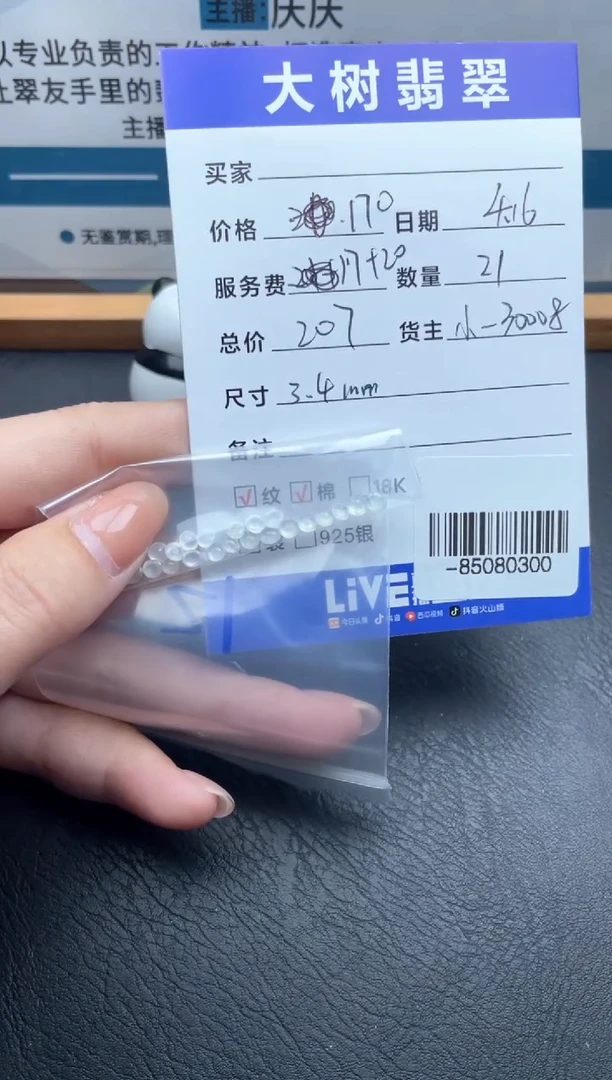 主播:庆庆
以专业负责的
让翠友手里的
主播
无鉴赏期,理
大树翡翠
买家
价格 170 日期 4.16
服务费 17+20 数量 21
总价 207 货主 小-30008
尺寸 3.4mm
备注
☑纹 ☑棉 □18K
裂 □925银
-85080300
LiVE
今日头条 抖音 西瓜视频 抖音火山版